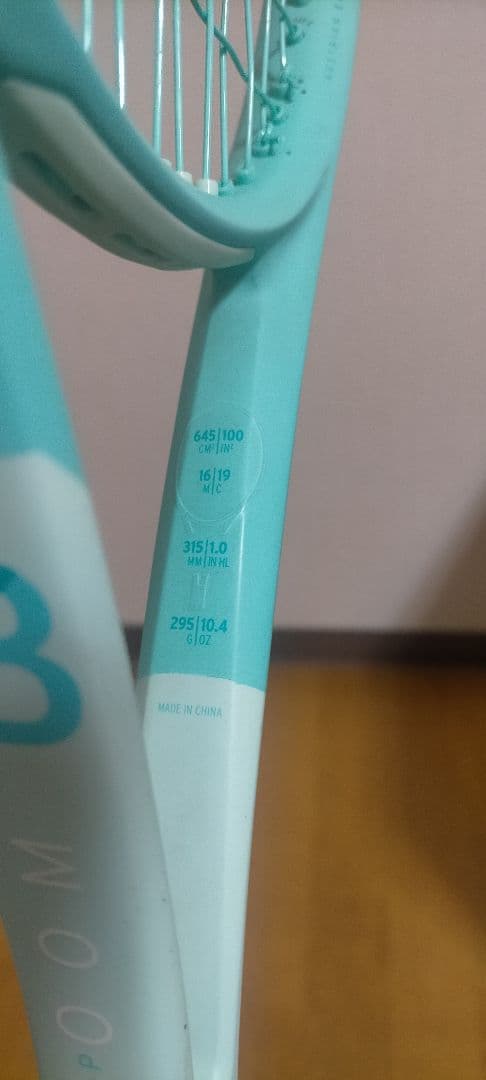 645|100
CM²|IN²
16|19
M|C
315|1.0
MM|IN HL
295|10.4
G|OZ
MADE IN CHINA
B
OOM
P